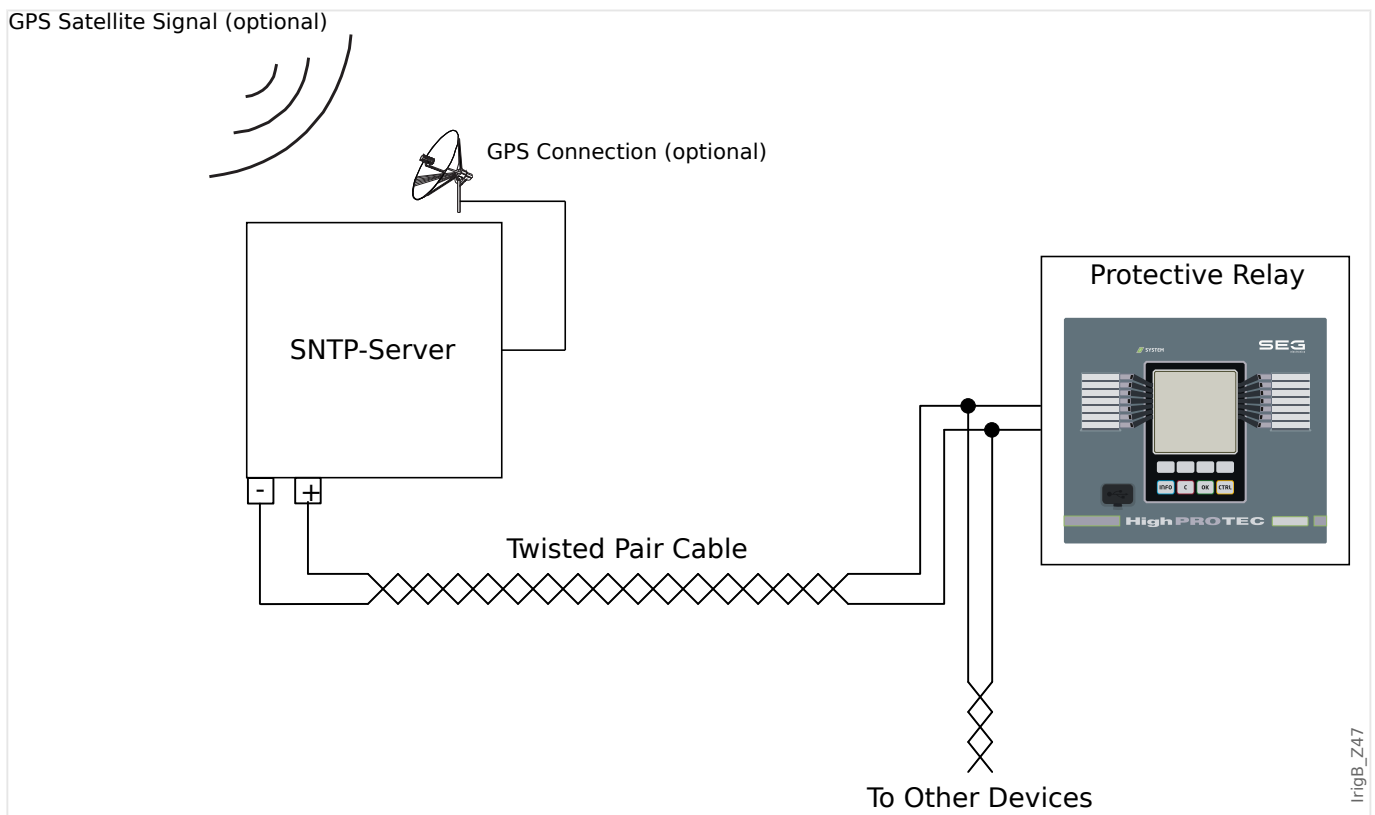 GPS Satellite Signal (optional)
GPS Connection (optional)
SNTP-Server
Protective Relay
SYSTEM
SEG
INFO
C
OK
CTRL
HighPROTEC
-
+
Twisted Pair Cable
To Other Devices
IrigB_Z47